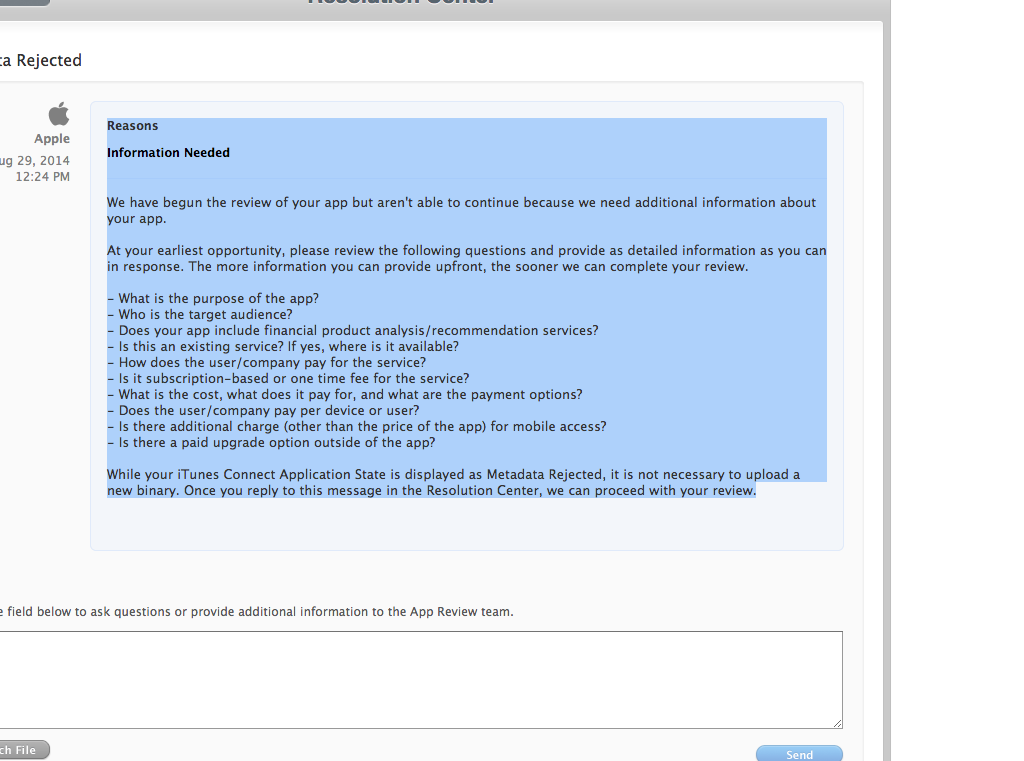 Resolution Center
Rejected
Apple
29, 2014
12:24 PM
Reasons
Information Needed
We have begun the review of your app but aren't able to continue because we need additional information about
your app.
At your earliest opportunity, please review the following questions and provide as detailed information as you can
in response. The more information you can provide upfront, the sooner we can complete your review.
– What is the purpose of the app?
– Who is the target audience?
– Does your app include financial product analysis/recommendation services?
– Is this an existing service? If yes, where is it available?
– How does the user/company pay for the service?
– Is it subscription-based or one time fee for the service?
– What is the cost, what does it pay for, and what are the payment options?
– Does the user/company pay per device or user?
– Is there additional charge (other than the price of the app) for mobile access?
– Is there a paid upgrade option outside of the app?
While your iTunes Connect Application State is displayed as Metadata Rejected, it is not necessary to upload a
new binary. Once you reply to this message in the Resolution Center, we can proceed with your review.
field below to ask questions or provide additional information to the App Review team.
File
Send